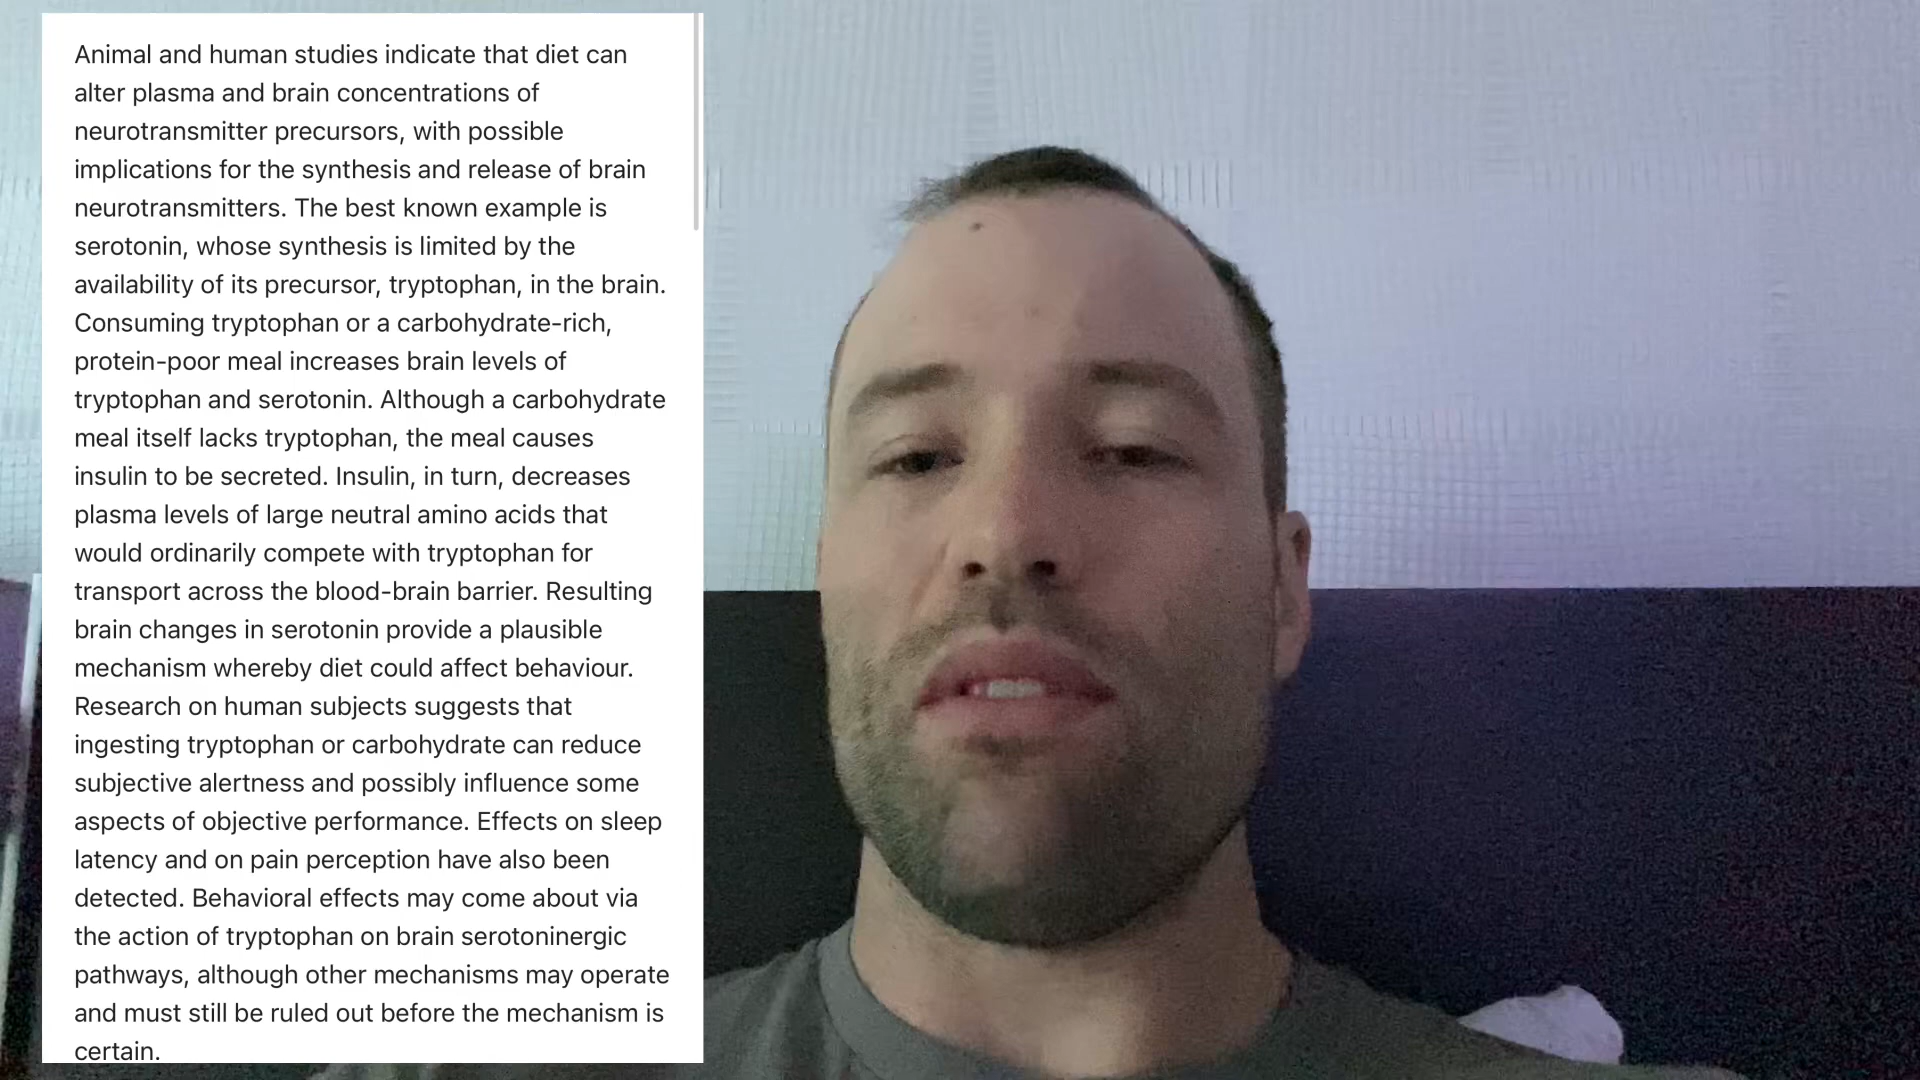 Animal and human studies indicate that diet can
alter plasma and brain concentrations of
neurotransmitter precursors, with possible
implications for the synthesis and release of brain
neurotransmitters. The best known example is
serotonin, whose synthesis is limited by the
availability of its precursor, tryptophan, in the brain.
Consuming tryptophan or a carbohydrate-rich,
protein-poor meal increases brain levels of
tryptophan and serotonin. Although a carbohydrate
meal itself lacks tryptophan, the meal causes
insulin to be secreted. Insulin, in turn, decreases
plasma levels of large neutral amino acids that
would ordinarily compete with tryptophan for
transport across the blood-brain barrier. Resulting
brain changes in serotonin provide a plausible
mechanism whereby diet could affect behaviour.
Research on human subjects suggests that
ingesting tryptophan or carbohydrate can reduce
subjective alertness and possibly influence some
aspects of objective performance. Effects on sleep
latency and on pain perception have also been
detected. Behavioral effects may come about via
the action of tryptophan on brain serotoninergic
pathways, although other mechanisms may operate
and must still be ruled out before the mechanism is
certain.